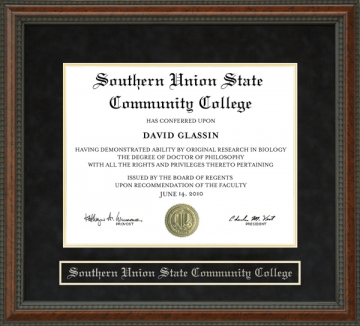 Southern Union State
Community College
HAS CONFERRED UPON
DAVID GLASSIN
HAVING DEMONSTRATED ABILITY BY ORIGINAL RESEARCH IN BIOLOGY
THE DEGREE OF DOCTOR OF PHILOSOPHY
WITH ALL THE RIGHTS AND PRIVILEGES THERETO PERTAINING
ISSUED BY THE BOARD OF REGENTS
UPON RECOMMENDATION OF THE FACULTY
JUNE 14, 2010
PROVOST
PRESIDENT
Southern Union State Community College